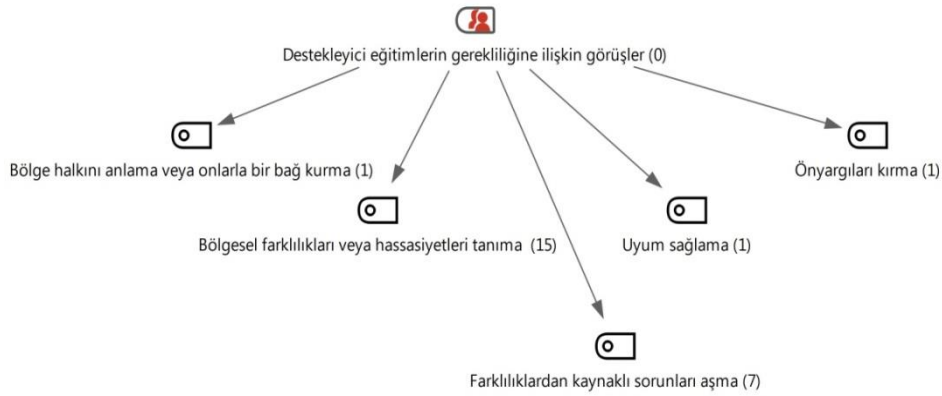 Destekleyici eğitimlerin gerekliliğine ilişkin görüşler (0)
Bölge halkını anlama veya onlarla bir bağ kurma (1)
Önyargıları kırma (1)
Bölgesel farklılıkları veya hassasiyetleri tanıma (15)
Uyum sağlama (1)
Farklılıklardan kaynaklı sorunları aşma (7)